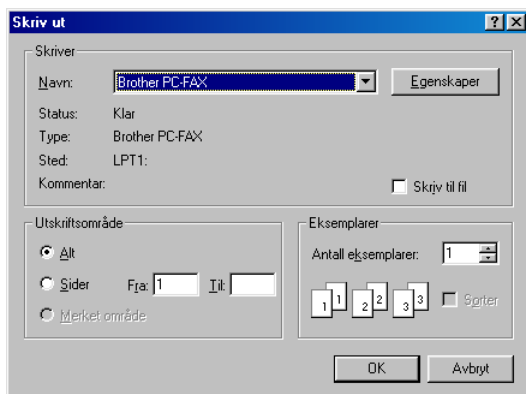 Skriv ut
Skriver
Navn: Brother PC-FAX Egenskaper
Status: Klar
Type: Brother PC-FAX
Sted: LPT1:
Kommentar: Skriv til fil
Utskriftsområde
Alt
Sider Fra: 1 Til:
Merket område
Eksemplarer
Antall eksemplarer: 1
1 1 2 2 3 3 Sorter
OK Avbryt